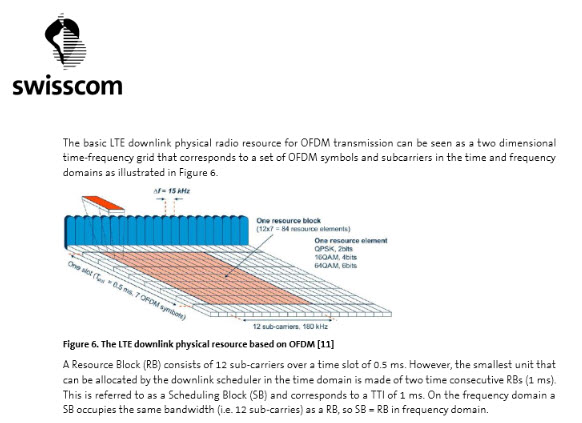 swisscom
The basic LTE downlink physical radio resource for OFDM transmission can be seen as a two dimensional
time-frequency grid that corresponds to a set of OFDM symbols and subcarriers in the time and frequency
domains as illustrated in Figure 6.
Δf= 15 kHz
One resource block
(12x7 = 84 resource elements)
One resource element
QPSK, 2bits
16QAM, 4bits
64QAM, 6bits
One slot (Tslot = 0.5 ms, 7 OFDM symbols)
12 sub-carriers, 180 kHz
Figure 6. The LTE downlink physical resource based on OFDM [11]
A Resource Block (RB) consists of 12 sub-carriers over a time slot of 0.5 ms. However, the smallest unit that
can be allocated by the downlink scheduler in the time domain is made of two time consecutive RBs (1 ms).
This is referred to as a Scheduling Block (SB) and corresponds to a TTI of 1 ms. On the frequency domain a
SB occupies the same bandwidth (i.e. 12 sub-carries) as a RB, so SB = RB in frequency domain.